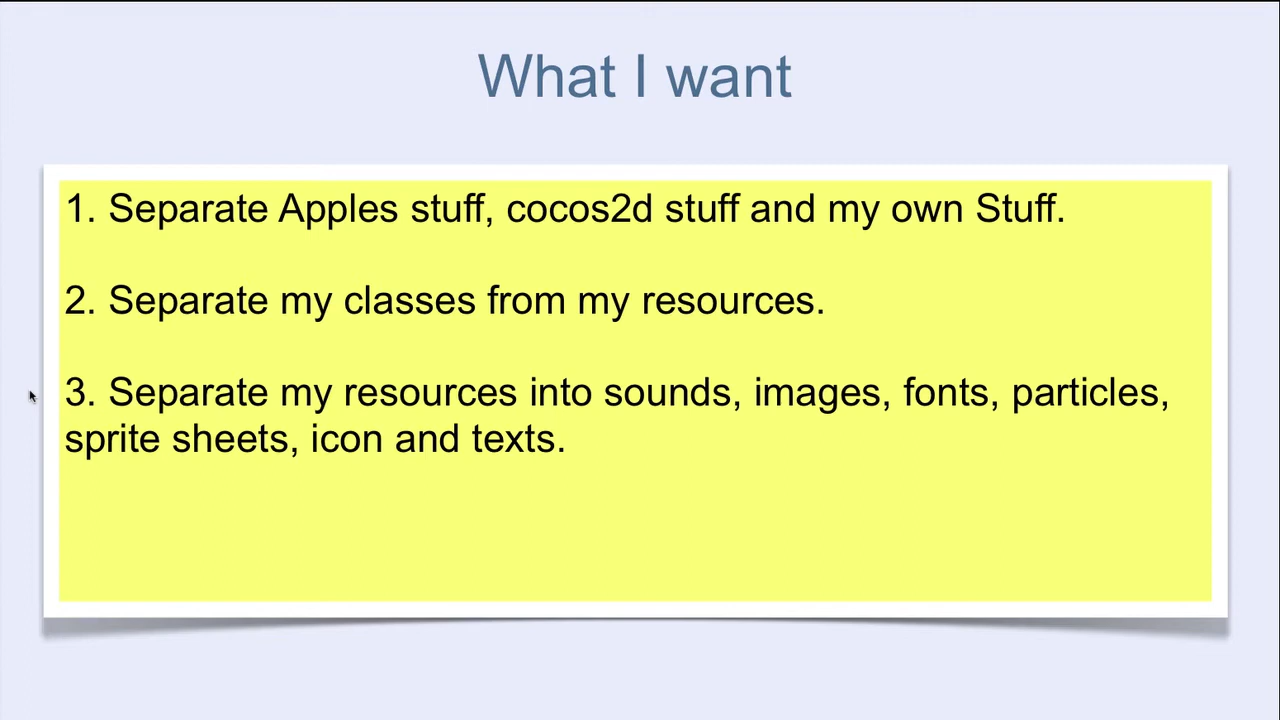 What I want
1. Separate Apples stuff, cocos2d stuff and my own Stuff.
2. Separate my classes from my resources.
3. Separate my resources into sounds, images, fonts, particles,
sprite sheets, icon and texts.